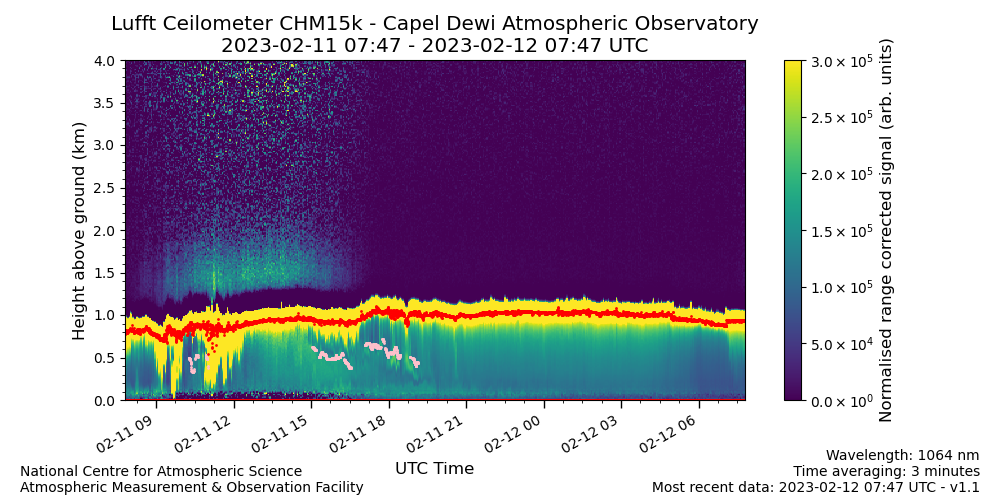 Lufft Ceilometer CHM15k - Capel Dewi Atmospheric Observatory
2023-02-11 07:47 - 2023-02-12 07:47 UTC
Height above ground (km)
4.0
3.5
3.0
2.5
2.0
1.5
1.0
0.5
0.0
02-11 09
02-11 12
02-11 15
02-11 18
02-11 21
02-12 00
02-12 03
02-12 06
UTC Time
3.0 × 10⁵
2.5 × 10⁵
2.0 × 10⁵
1.5 × 10⁵
1.0 × 10⁵
5.0 × 10⁴
0.0 × 10⁰
Normalised range corrected signal (arb. units)
National Centre for Atmospheric Science
Atmospheric Measurement & Observation Facility
Wavelength: 1064 nm
Time averaging: 3 minutes
Most recent data: 2023-02-12 07:47 UTC - v1.1